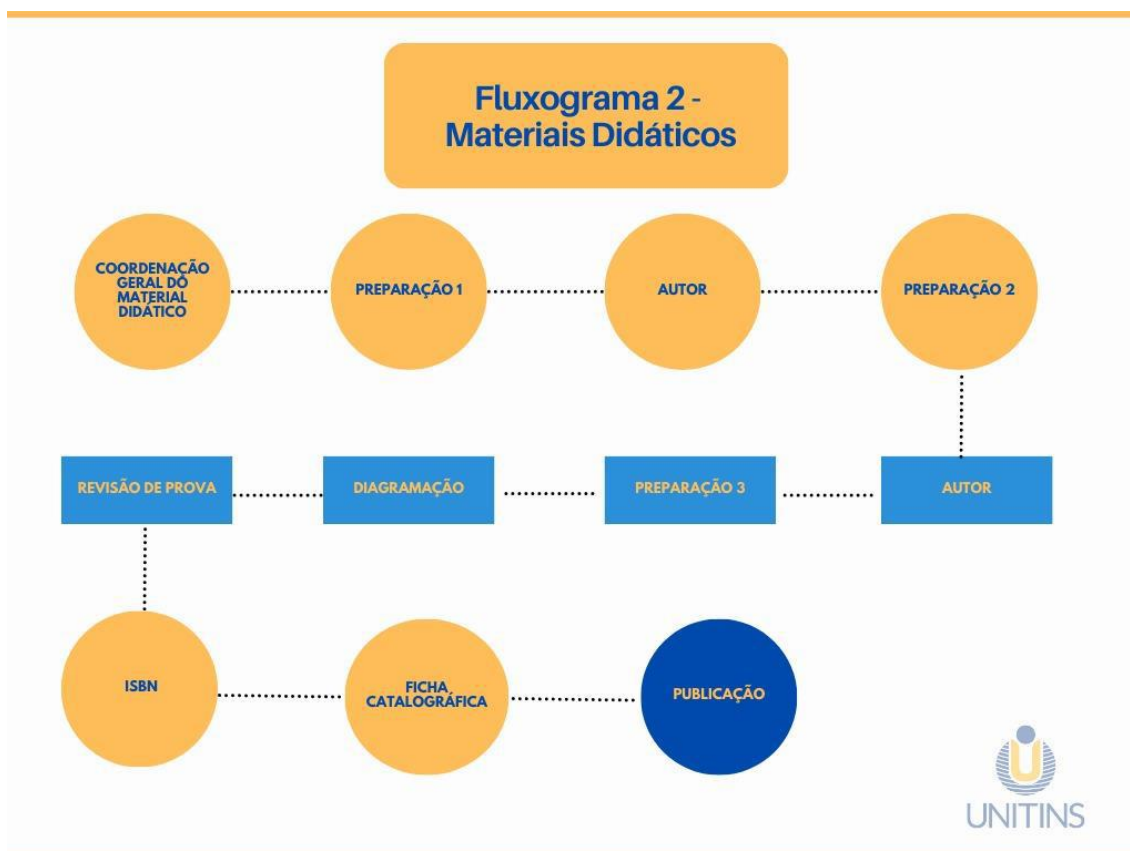 Fluxograma 2 -
Materiais Didáticos
COORDENAÇÃO
GERAL DO
MATERIAL
DIDÁTICO
PREPARAÇÃO 1
AUTOR
PREPARAÇÃO 2
AUTOR
PREPARAÇÃO 3
DIAGRAMAÇÃO
REVISÃO DE PROVA
ISBN
FICHA
CATALOGRÁFICA
PUBLICAÇÃO
UNITINS